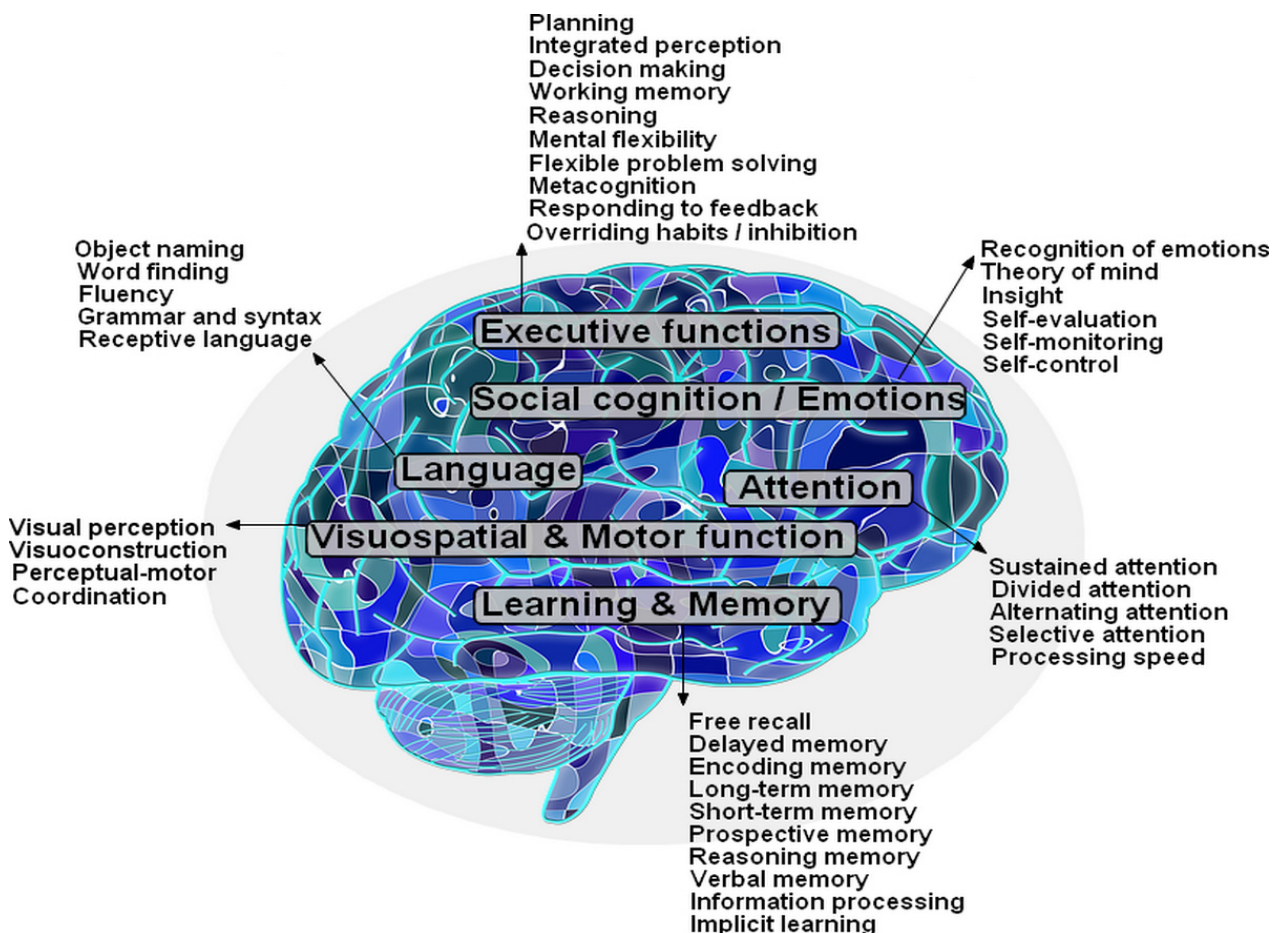 Planning
Integrated perception
Decision making
Working memory
Reasoning
Mental flexibility
Flexible problem solving
Metacognition
Responding to feedback
Overriding habits / inhibition
Object naming
Word finding
Fluency
Grammar and syntax
Receptive language
Recognition of emotions
Theory of mind
Insight
Self-evaluation
Self-monitoring
Self-control
Executive functions
Social cognition / Emotions
Language
Attention
Visual perception
Visuoconstruction
Perceptual-motor
Coordination
Visuospatial & Motor function
Sustained attention
Divided attention
Alternating attention
Selective attention
Processing speed
Learning & Memory
Free recall
Delayed memory
Encoding memory
Long-term memory
Short-term memory
Prospective memory
Reasoning memory
Verbal memory
Information processing
Implicit learning